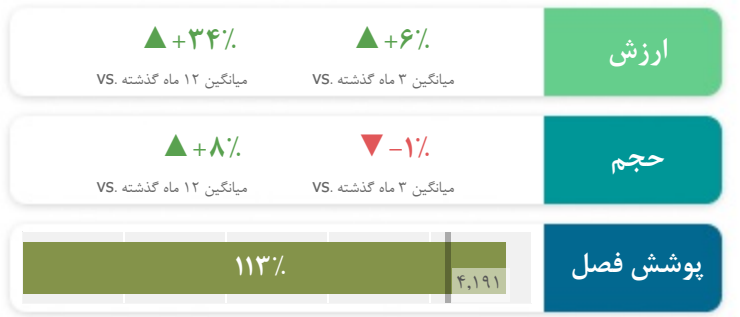 ارزش
▲ +۶٪
▲ +۳۴٪
میانگین ۳ ماه گذشته .VS
میانگین ۱۲ ماه گذشته .VS
حجم
▼ −۱٪
▲ +۸٪
میانگین ۳ ماه گذشته .VS
میانگین ۱۲ ماه گذشته .VS
پوشش فصل
۱۱۳٪
۴,۱۹۱